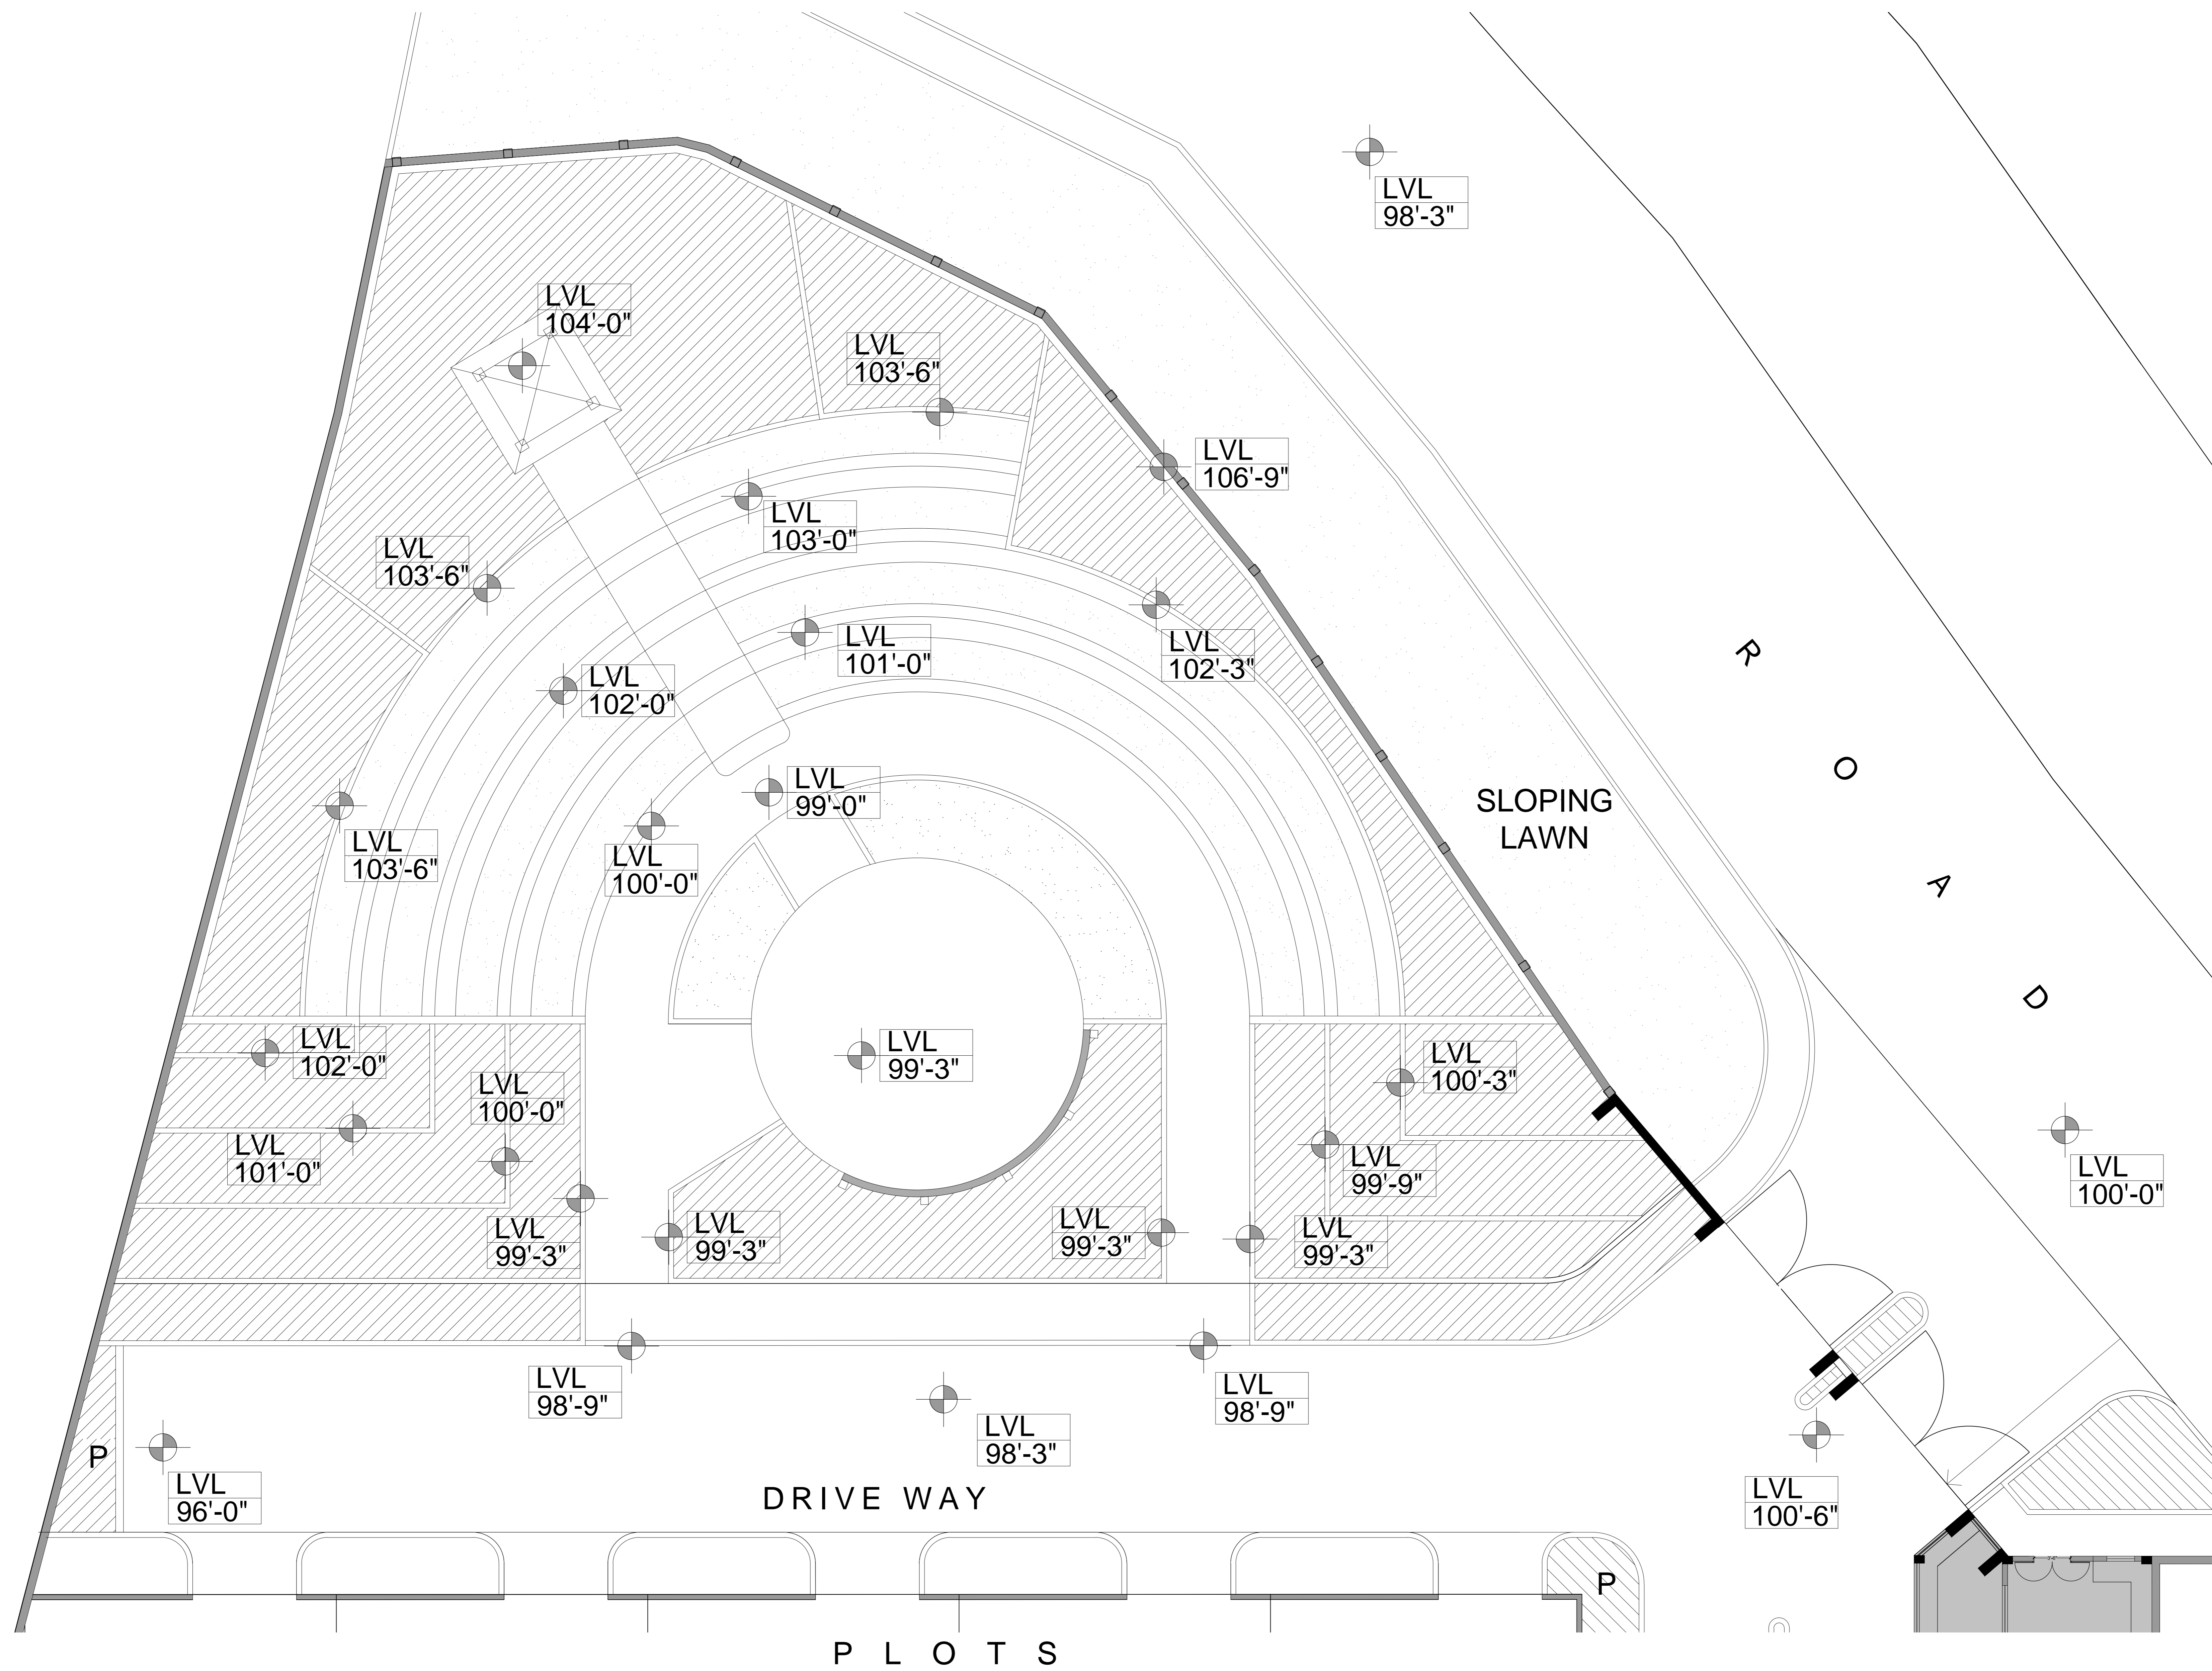 LVL
98'-3"
LVL
104'-0"
LVL
103'-6"
LVL
106'-9"
LVL
103'-0"
LVL
103'-6"
LVL
101'-0"
LVL
102'-3"
LVL
102'-0"
R
O
A
D
LVL
99'-0"
SLOPING
LAWN
LVL
103'-6"
LVL
100'-0"
LVL
102'-0"
LVL
99'-3"
LVL
100'-3"
LVL
100'-0"
LVL
101'-0"
LVL
99'-9"
LVL
100'-0"
LVL
99'-3"
LVL
99'-3"
LVL
99'-3"
LVL
99'-3"
LVL
98'-9"
LVL
98'-9"
LVL
98'-3"
P
LVL
96'-0"
DRIVE WAY
LVL
100'-6"
P
PLOTS